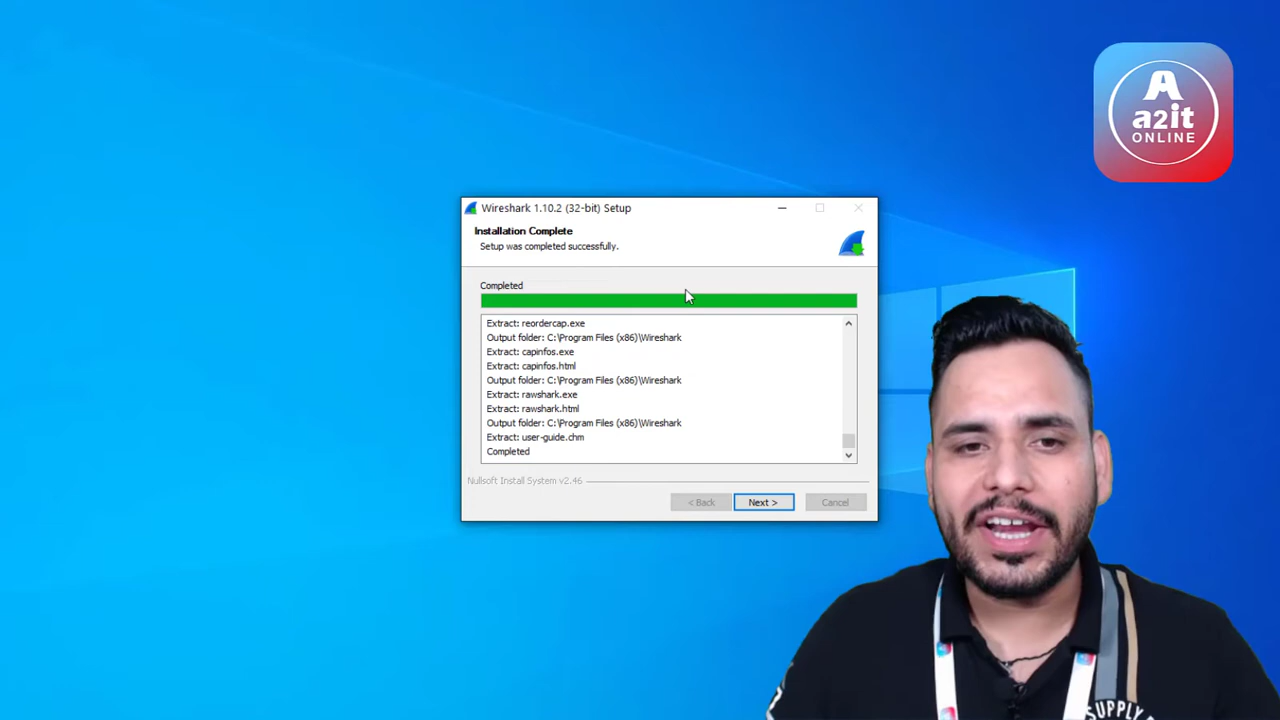 A
a2it
ONLINE
Wireshark 1.10.2 (32-bit) Setup
Installation Complete
Setup was completed successfully.
Completed
Extract: reordercap.exe
Output folder: C:\Program Files (x86)\Wireshark
Extract: capinfos.exe
Extract: capinfos.html
Output folder: C:\Program Files (x86)\Wireshark
Extract: rawshark.exe
Extract: rawshark.html
Output folder: C:\Program Files (x86)\Wireshark
Extract: user-guide.chm
Completed
Nullsoft Install System v2.46
< Back
Next >
Cancel
SUPPLY